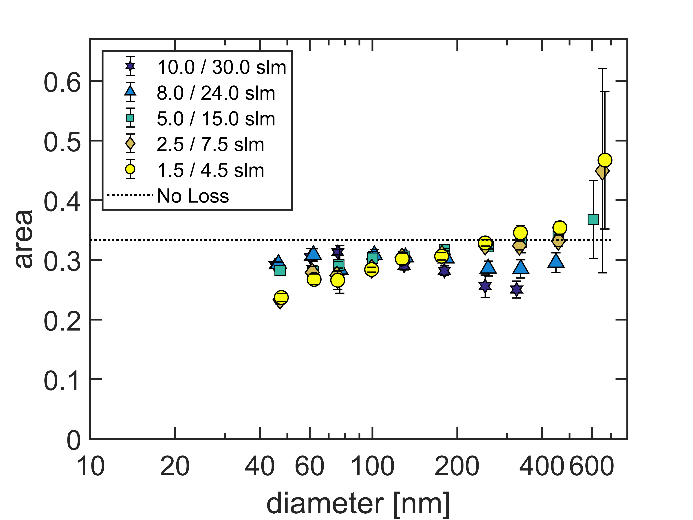 10.0 / 30.0 slm
8.0 / 24.0 slm
5.0 / 15.0 slm
2.5 / 7.5 slm
1.5 / 4.5 slm
No Loss
area
0.6
0.5
0.4
0.3
0.2
0.1
0
10 20 40 60 100 200 400 600
diameter [nm]